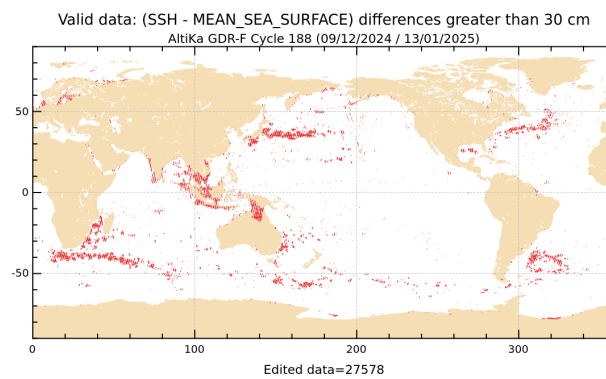 Valid data: (SSH - MEAN_SEA_SURFACE) differences greater than 30 cm
AltiKa GDR-F Cycle 188 (09/12/2024 / 13/01/2025)
50
0
-50
0 100 200 300
Edited data=27578